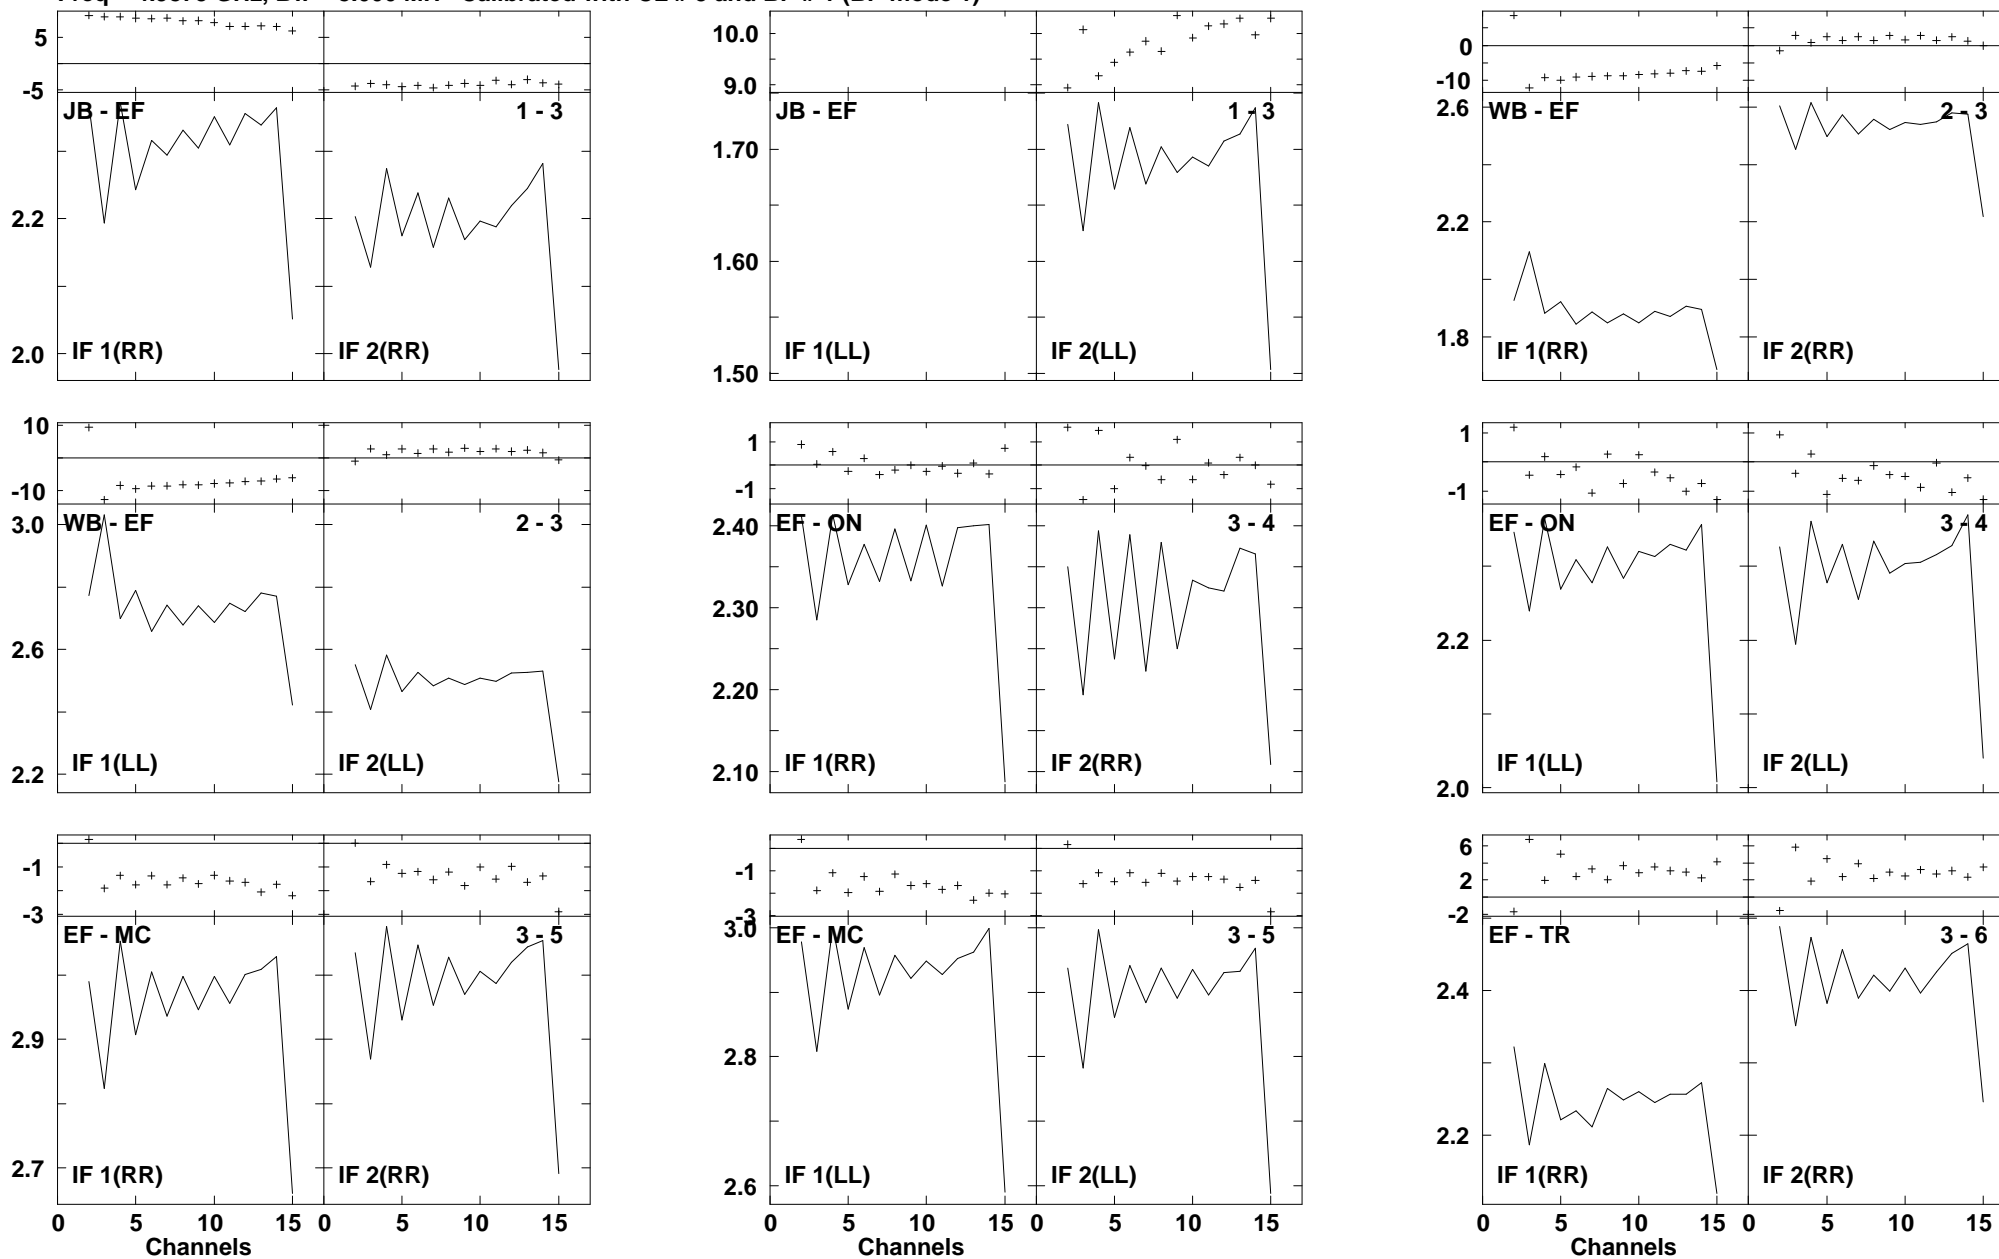 5
-5
JB - EF
1 - 3
2.2
2.0
IF 1(RR)
IF 2(RR)
10.0
9.0
JB - EF
1 - 3
1.70
1.60
1.50
IF 1(LL)
IF 2(LL)
0
-10
2.6
WB - EF
2 - 3
2.2
1.8
IF 1(RR)
IF 2(RR)
10
-10
3.0
WB - EF
2 - 3
2.6
2.2
IF 1(LL)
IF 2(LL)
1
-1
2.40
EF - ON
3 - 4
2.30
2.20
2.10
IF 1(RR)
IF 2(RR)
1
-1
EF - ON
3 - 4
2.2
2.0
IF 1(LL)
IF 2(LL)
-1
-3
EF - MC
3 - 5
2.9
2.7
IF 1(RR)
IF 2(RR)
0 5 10 15 0 5 10 15
Channels
-1
-3
3.0
EF - MC
3 - 5
2.8
2.6
IF 1(LL)
IF 2(LL)
0 5 10 15 0 5 10 15
Channels
6
2
-2
EF - TR
3 - 6
2.4
2.2
IF 1(RR)
IF 2(RR)
0 5 10 15 0 5 10 15
Channels